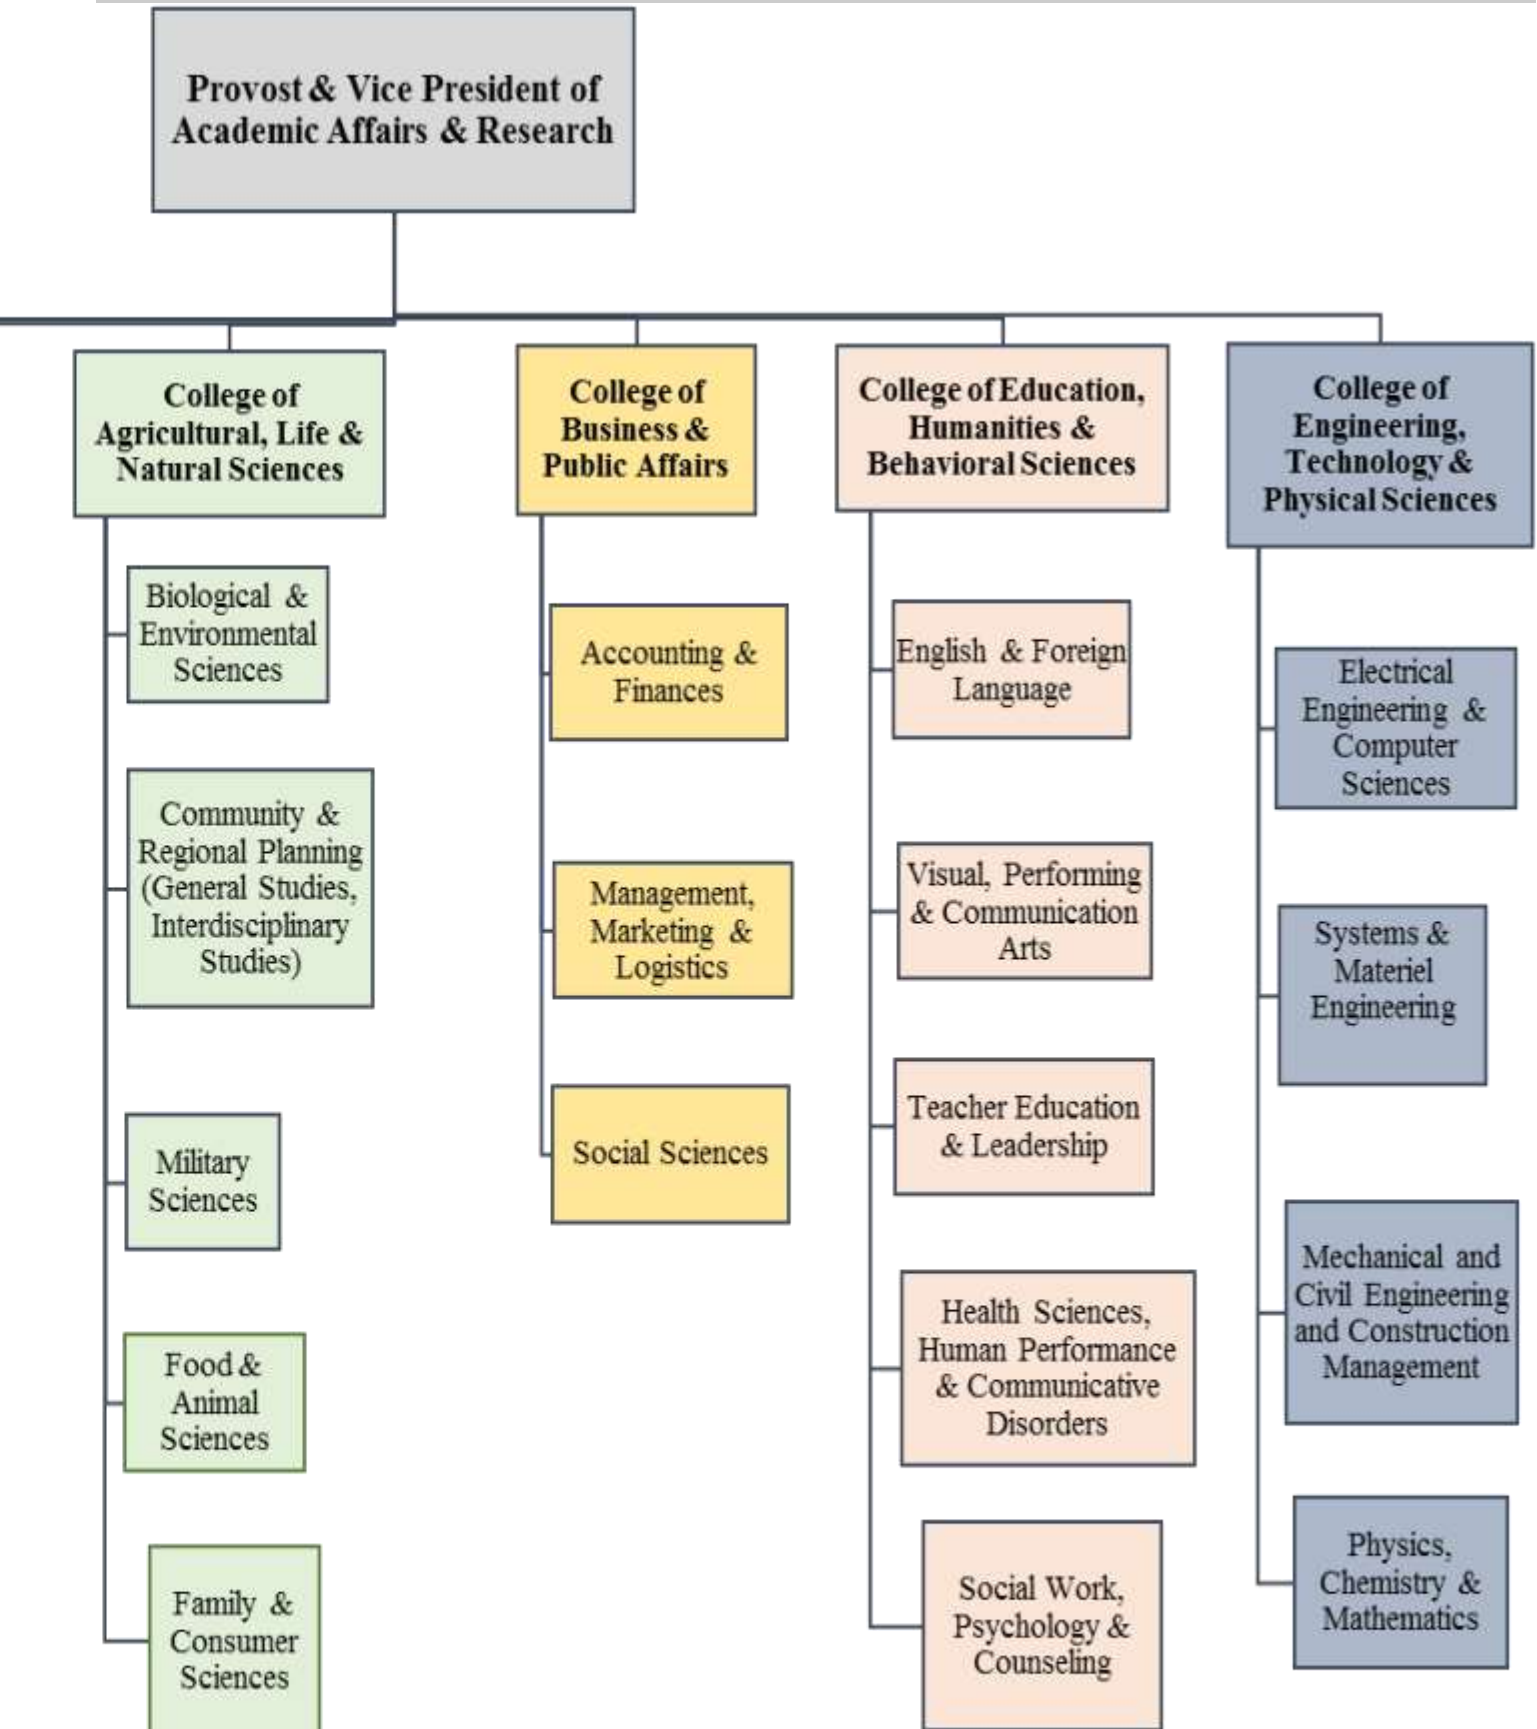 Provost & Vice President of
Academic Affairs & Research
College of
Agricultural, Life &
Natural Sciences
Biological &
Environmental
Sciences
Community &
Regional Planning
(General Studies,
Interdisciplinary
Studies)
Military
Sciences
Food &
Animal
Sciences
Family &
Consumer
Sciences
College of
Business &
Public Affairs
Accounting &
Finances
Management,
Marketing &
Logistics
Social Sciences
College of Education,
Humanities &
Behavioral Sciences
English & Foreign
Language
Visual, Performing
& Communication
Arts
Teacher Education
& Leadership
Health Sciences,
Human Performance
& Communicative
Disorders
Social Work,
Psychology &
Counseling
College of
Engineering,
Technology &
Physical Sciences
Electrical
Engineering &
Computer
Sciences
Systems &
Materiel
Engineering
Mechanical and
Civil Engineering
and Construction
Management
Physics,
Chemistry &
Mathematics